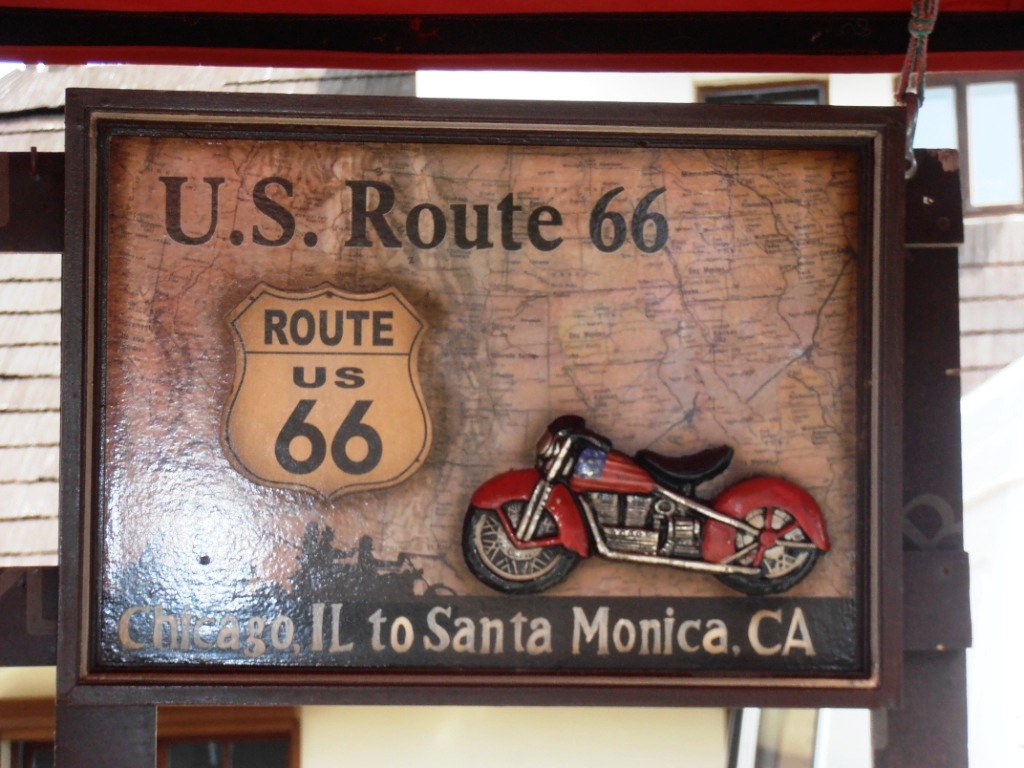 U.S. Route 66
ROUTE
US
66
Chicago, IL to Santa Monica, CA